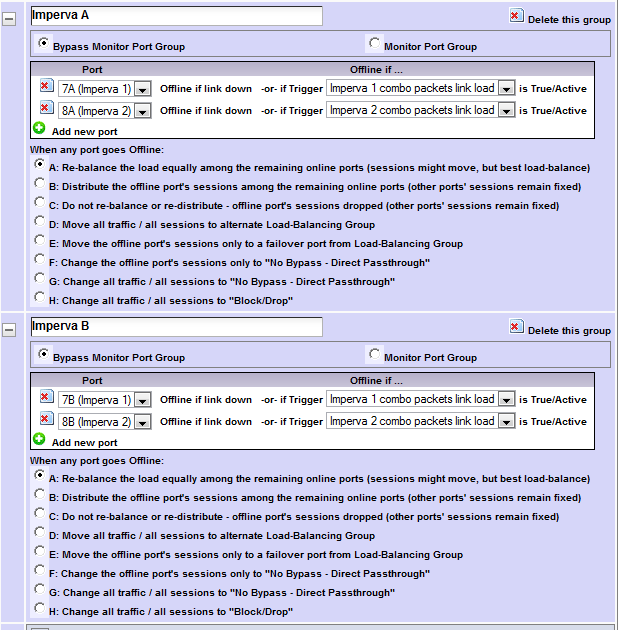 Imperva A
Delete this group
Bypass Monitor Port Group Monitor Port Group
Port Offline if ...
7A (Imperva 1) Offline if link down -or- if Trigger Imperva 1 combo packets link load is True/Active
8A (Imperva 2) Offline if link down -or- if Trigger Imperva 2 combo packets link load is True/Active
Add new port
When any port goes Offline:
A: Re-balance the load equally among the remaining online ports (sessions might move, but best load-balance)
B: Distribute the offline port's sessions among the remaining online ports (other ports' sessions remain fixed)
C: Do not re-balance or re-distribute - offline port's sessions dropped (other ports' sessions remain fixed)
D: Move all traffic / all sessions to alternate Load-Balancing Group
E: Move the offline port's sessions only to a failover port from Load-Balancing Group
F: Change the offline port's sessions only to "No Bypass - Direct Passthrough"
G: Change all traffic / all sessions to "No Bypass - Direct Passthrough"
H: Change all traffic / all sessions to "Block/Drop"
Imperva B
Delete this group
Bypass Monitor Port Group Monitor Port Group
Port Offline if ...
7B (Imperva 1) Offline if link down -or- if Trigger Imperva 1 combo packets link load is True/Active
8B (Imperva 2) Offline if link down -or- if Trigger Imperva 2 combo packets link load is True/Active
Add new port
When any port goes Offline:
A: Re-balance the load equally among the remaining online ports (sessions might move, but best load-balance)
B: Distribute the offline port's sessions among the remaining online ports (other ports' sessions remain fixed)
C: Do not re-balance or re-distribute - offline port's sessions dropped (other ports' sessions remain fixed)
D: Move all traffic / all sessions to alternate Load-Balancing Group
E: Move the offline port's sessions only to a failover port from Load-Balancing Group
F: Change the offline port's sessions only to "No Bypass - Direct Passthrough"
G: Change all traffic / all sessions to "No Bypass - Direct Passthrough"
H: Change all traffic / all sessions to "Block/Drop"